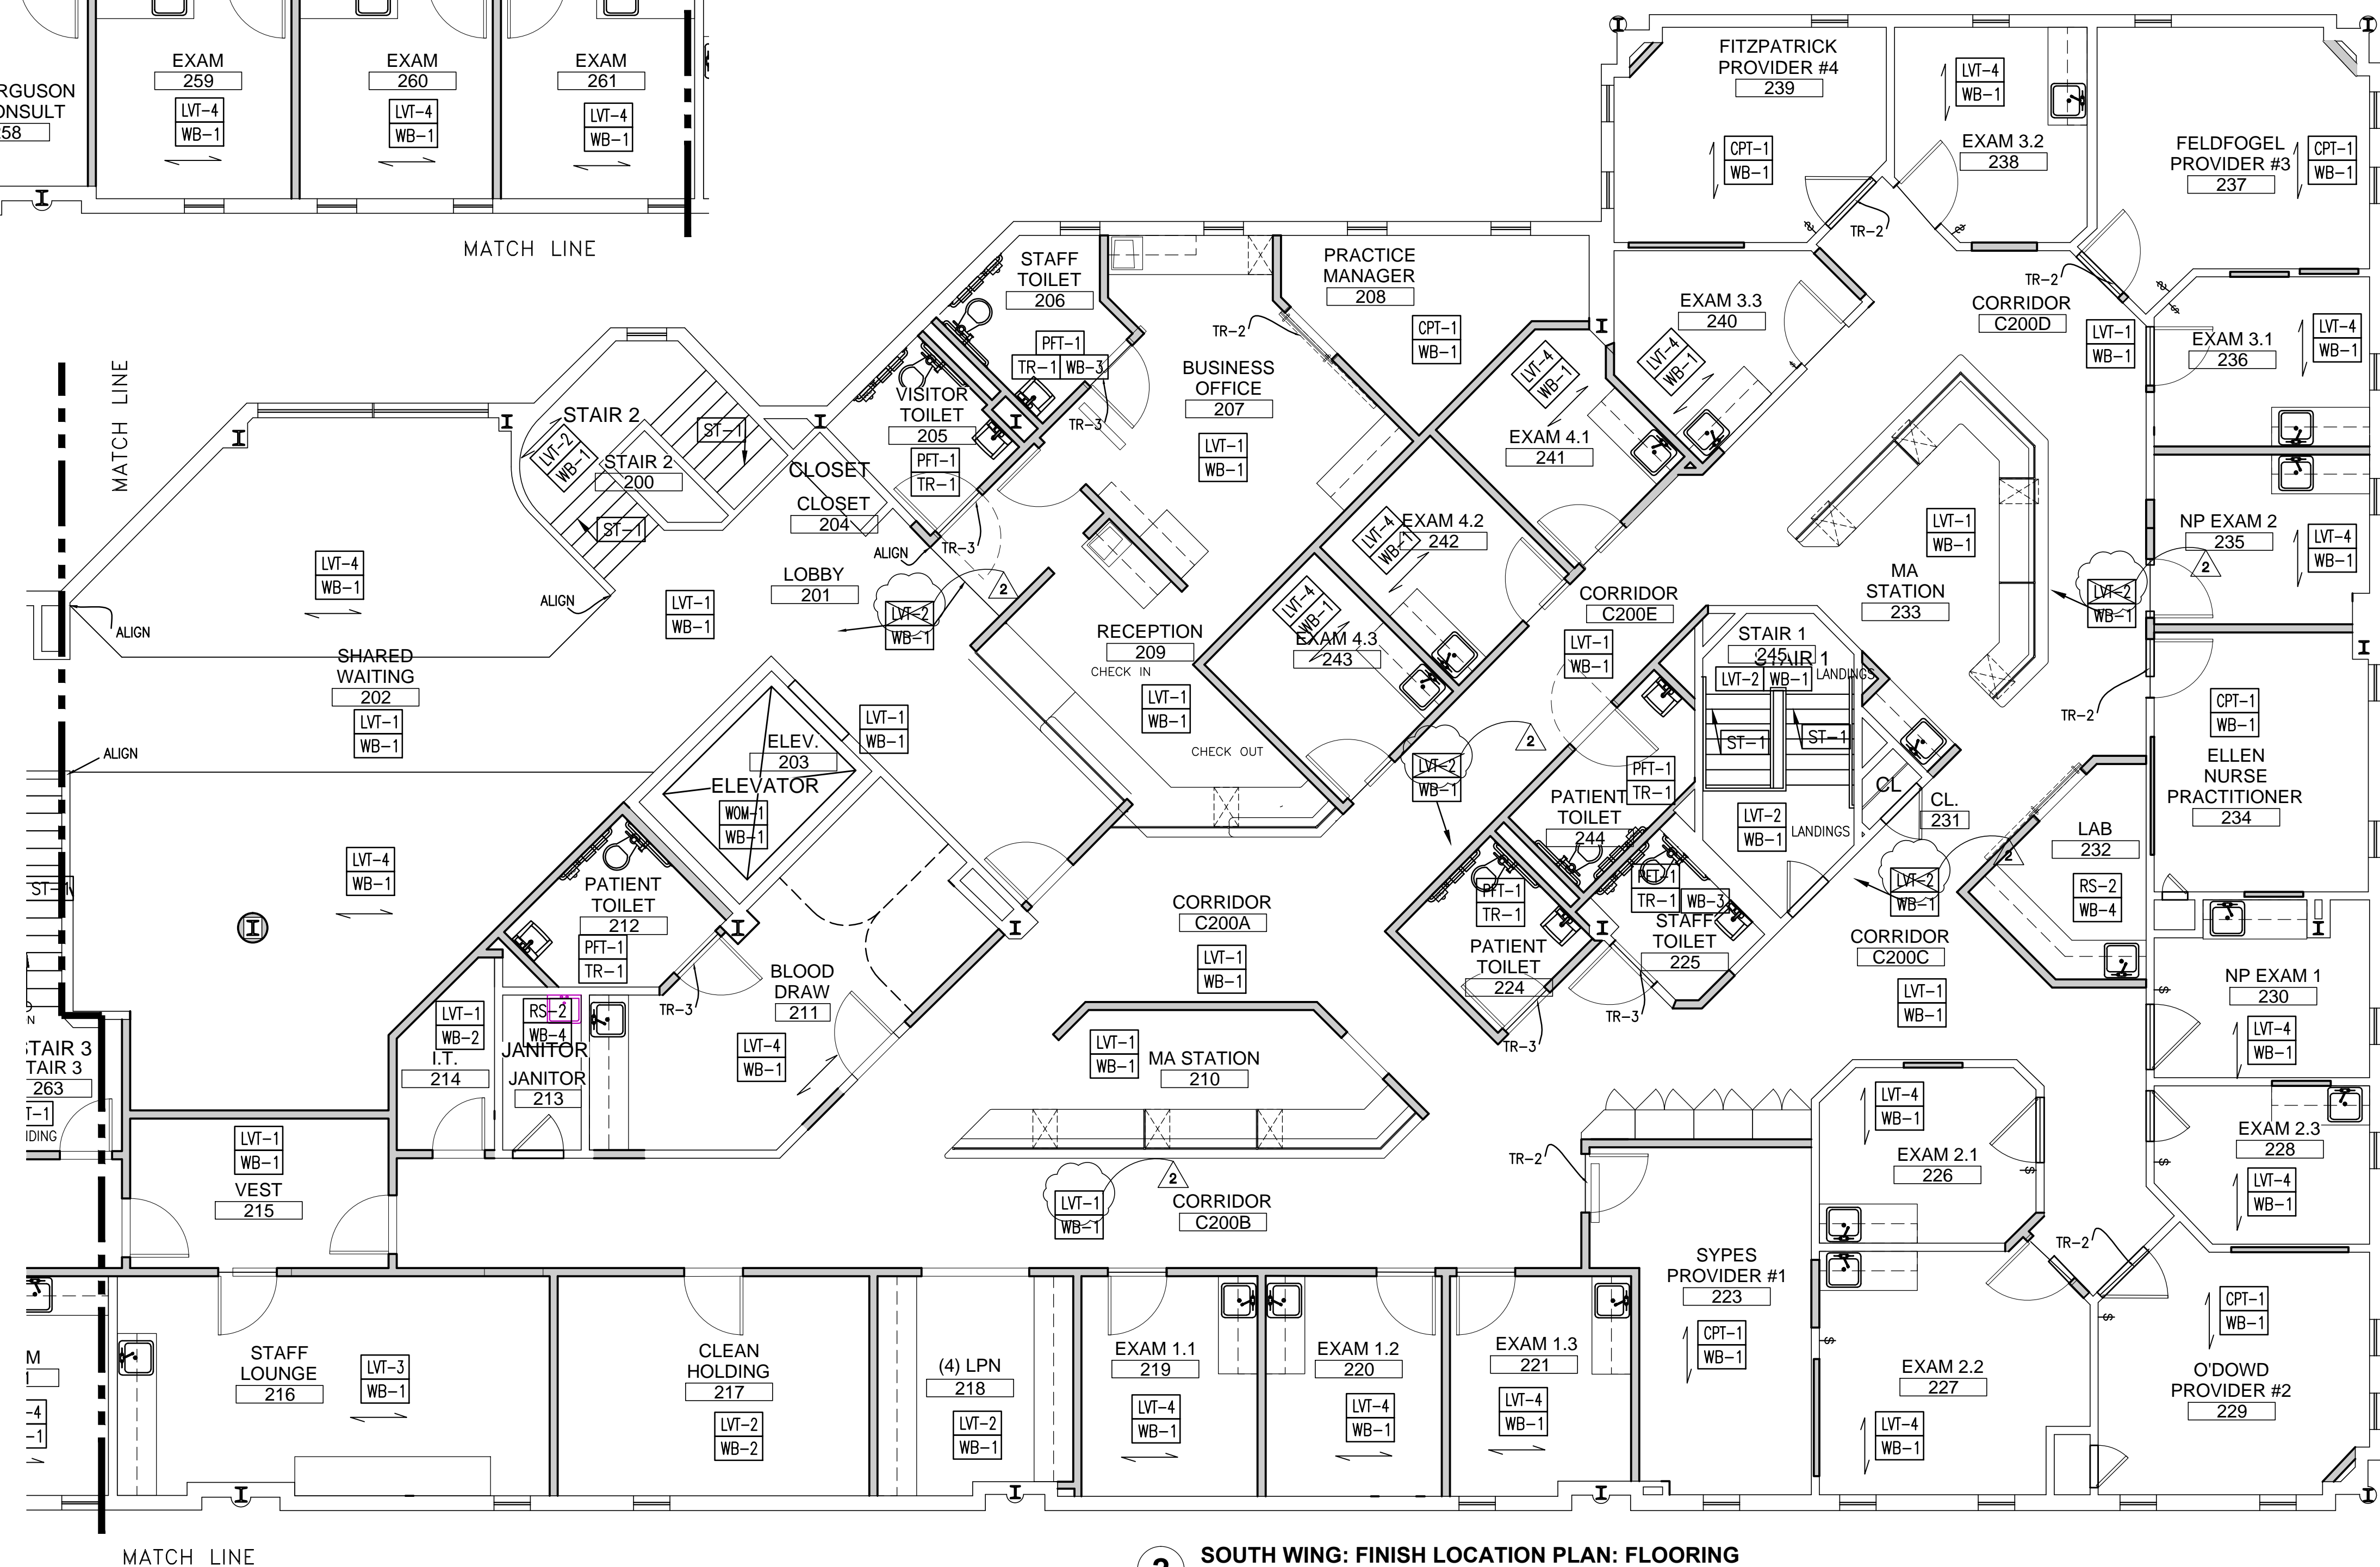 EXAM
259
LVT-4
WB-1
EXAM
260
LVT-4
WB-1
EXAM
261
LVT-4
WB-1
RGUSON
ONSULT
58
MATCH LINE
FITZPATRICK
PROVIDER #4
239
CPT-1
WB-1
TR-2
LVT-4
WB-1
EXAM 3.2
238
FELDFOGEL
PROVIDER #3
237
CPT-1
WB-1
TR-2
CORRIDOR
C200D
LVT-1
WB-1
EXAM 3.1
236
LVT-4
WB-1
STAFF
TOILET
206
PFT-1
TR-1
WB-3
TR-3
PRACTICE
MANAGER
208
CPT-1
WB-1
TR-2
BUSINESS
OFFICE
207
LVT-1
WB-1
EXAM 3.3
240
LVT-4
WB-1
LVT-4
WB-1
EXAM 4.1
241
MATCH LINE
STAIR 2
LVT-2
WB-1
STAIR 2
200
ST-1
ST-1
VISITOR
TOILET
205
PFT-1
TR-1
TR-3
CLOSET
CLOSET
204
ALIGN
LOBBY
201
LVT-1
WB-1
LVT-2
WB-1
2
LVT-4
WB-1
ALIGN
ALIGN
SHARED
WAITING
202
LVT-1
WB-1
ALIGN
LVT-4
WB-1
ST-1
EXAM 4.2
242
LVT-4
WB-1
EXAM 4.3
243
LVT-4
WB-1
CORRIDOR
C200E
LVT-1
WB-1
LVT-1
WB-1
MA
STATION
233
NP EXAM 2
235
LVT-4
WB-1
LVT-2
WB-1
2
TR-2
CPT-1
WB-1
ELLEN
NURSE
PRACTITIONER
234
RECEPTION
209
CHECK IN
LVT-1
WB-1
CHECK OUT
STAIR 1
245
STAIR 1
LVT-2
WB-1
LANDINGS
ST-1
ST-1
LVT-2
WB-1
LANDINGS
CL
CL.
231
LVT-2
WB-1
2
LVT-2
WB-1
2
LAB
232
RS-2
WB-4
ELEV.
203
ELEVATOR
WOM-1
WB-1
LVT-1
WB-1
PATIENT
TOILET
212
PFT-1
TR-1
TR-3
BLOOD
DRAW
211
LVT-4
WB-1
CORRIDOR
C200A
LVT-1
WB-1
PATIENT
TOILET
244
PFT-1
TR-1
PFT-1
TR-1
PATIENT
TOILET
224
TR-3
PFT-1
TR-1
WB-3
STAFF
TOILET
225
TR-3
CORRIDOR
C200C
LVT-1
WB-1
NP EXAM 1
230
LVT-4
WB-1
LVT-1
WB-2
I.T.
214
RS-2
WB-4
JANITOR
JANITOR
213
LVT-1
WB-1
MA STATION
210
STAIR 3
TAIR 3
263
T-1
DING
LVT-1
WB-1
VEST
215
LVT-1
WB-1
2
CORRIDOR
C200B
TR-2
LVT-4
WB-1
EXAM 2.1
226
EXAM 2.3
228
LVT-4
WB-1
TR-2
SYPES
PROVIDER #1
223
CPT-1
WB-1
EXAM 2.2
227
LVT-4
WB-1
CPT-1
WB-1
O'DOWD
PROVIDER #2
229
M
1
-4
-1
STAFF
LOUNGE
216
LVT-3
WB-1
CLEAN
HOLDING
217
LVT-2
WB-2
(4) LPN
218
LVT-2
WB-1
EXAM 1.1
219
LVT-4
WB-1
EXAM 1.2
220
LVT-4
WB-1
EXAM 1.3
221
LVT-4
WB-1
MATCH LINE
2
SOUTH WING: FINISH LOCATION PLAN: FLOORING